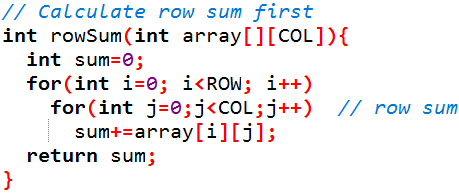 // Calculate row sum first
int rowSum(int array[][COL]){
  int sum=0;
  for(int i=0; i<ROW; i++)
    for(int j=0;j<COL;j++)  // row sum
      sum+=array[i][j];
  return sum;
}